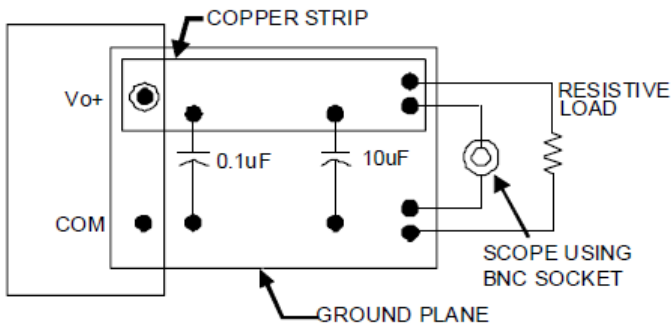 COPPER STRIP
Vo+
RESISTIVE
LOAD
0.1uF
10uF
COM
SCOPE USING
BNC SOCKET
GROUND PLANE